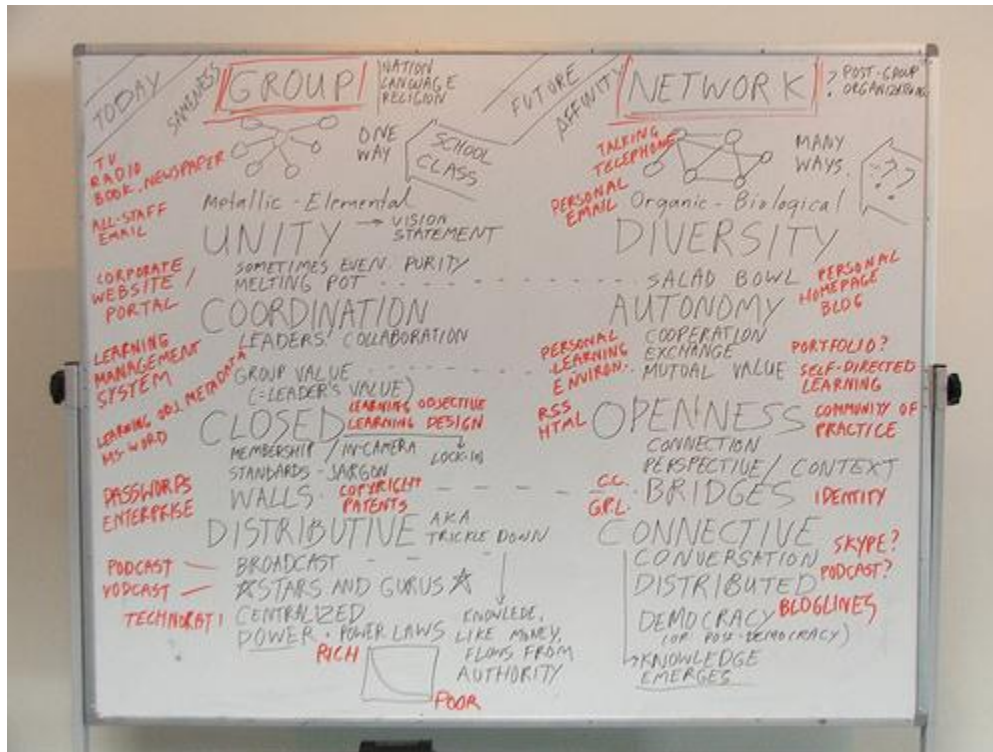 TODAY
SAMENESS
GROUP
NATION
LANGUAGE
RELIGION
ONE
WAY
SCHOOL
CLASS
TV
RADIO
BOOK, NEWSPAPER
ALL-STAFF
EMAIL
Metallic - Elemental
UNITY → VISION
STATEMENT
SOMETIMES EVEN PURITY
MELTING POT
CORPORATE
WEBSITE /
PORTAL
COORDINATION
LEADERS' COLLABORATION
LEARNING
MANAGEMENT
SYSTEM
GROUP VALUE
(=LEADER'S VALUE)
LEARNING OBJ. METADATA
MS-WORD
CLOSED
LEARNING OBJECTIVE
LEARNING DESIGN
MEMBERSHIP / IN-CAMERA
LOCK-IN
STANDARDS - JARGON
WALLS
COPYRIGHT
PATENTS
PASSWORDS
ENTERPRISE
DISTRIBUTIVE AKA
TRICKLE DOWN
BROADCAST
PODCAST
VODCAST
STARS AND GURUS
TECHNORATI
CENTRALIZED
POWER • POWER LAWS
RICH
POOR
KNOWLEDE,
LIKE MONEY,
FLOWS FROM
AUTHORITY
FUTURE
AFFINITY
NETWORK
? POST-GROUP
ORGANIZATING
TALKING
TELEPHONE
MANY
WAYS
???
PERSONAL
EMAIL
Organic - Biological
DIVERSITY
SALAD BOWL
PERSONAL
HOMEPAGE
BLOG
AUTONOMY
COOPERATION
EXCHANGE
MUTUAL VALUE
PERSONAL
LEARNING
ENVIRON.
PORTFOLIO?
SELF-DIRECTED
LEARNING
RSS
HTML
OPENNESS
COMMUNITY OF
PRACTICE
CONNECTION
PERSPECTIVE / CONTEXT
C.C.
G.P.L.
BRIDGES
IDENTITY
CONNECTIVE
CONVERSATION
SKYPE?
PODCAST?
DISTRIBUTED
DEMOCRACY
BLOGLINES
(OR POST-DEMOCRACY)
KNOWLEDGE
EMERGES